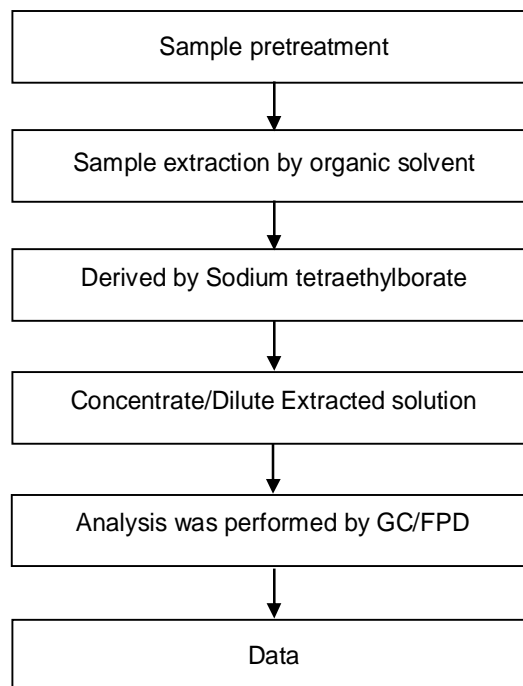 Sample pretreatment
Sample extraction by organic solvent
Derived by Sodium tetraethylborate
Concentrate/Dilute Extracted solution
Analysis was performed by GC/FPD
Data